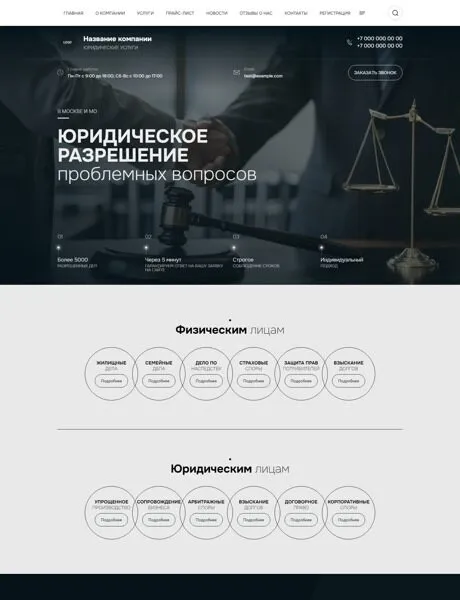 ГЛАВНАЯ О КОМПАНИИ УСЛУГИ ПРАЙС-ЛИСТ НОВОСТИ ОТЗЫВЫ О НАС КОНТАКТЫ РЕГИСТРАЦИЯ
LOGO
Название компании
ЮРИДИЧЕСКИЕ УСЛУГИ
+7 000 000 00 00
+7 000 000 00 00
Пн-Пт с 9:00 до 18:00, Сб-Вс с 10:00 до 17:00
test@example.com
ЗАКАЗАТЬ ЗВОНОК
В МОСКВЕ И МО
ЮРИДИЧЕСКОЕ
РАЗРЕШЕНИЕ
проблемных вопросов
01 02 03 04
Более 5000
РАЗРЕШЕННЫХ ДЕЛ
Через 5 минут
ГАРАНТИРУЕМ ОТВЕТ НА ВАШУ ЗАЯВКУ
НА САЙТЕ
Строгое
СОБЛЮДЕНИЕ СРОКОВ
Индивидуальный
ПОДХОД
Физическим лицам
ЖИЛИЩНЫЕ
ДЕЛА
Подробнее
СЕМЕЙНЫЕ
ДЕЛА
Подробнее
ДЕЛО ПО
НАСЛЕДСТВУ
Подробнее
СТРАХОВЫЕ
СПОРЫ
Подробнее
ЗАЩИТА ПРАВ
ПОТРЕБИТЕЛЕЙ
Подробнее
ВЗЫСКАНИЕ
ДОЛГОВ
Подробнее
Юридическим лицам
УПРОЩЕННОЕ
ПРОИЗВОДСТВО
Подробнее
СОПРОВОЖДЕНИЕ
БИЗНЕСА
Подробнее
АРБИТРАЖНЫЕ
СПОРЫ
Подробнее
ВЗЫСКАНИЕ
ДОЛГОВ
Подробнее
ДОГОВОРНОЕ
ПРАВО
Подробнее
КОРПОРАТИВНЫЕ
СПОРЫ
Подробнее